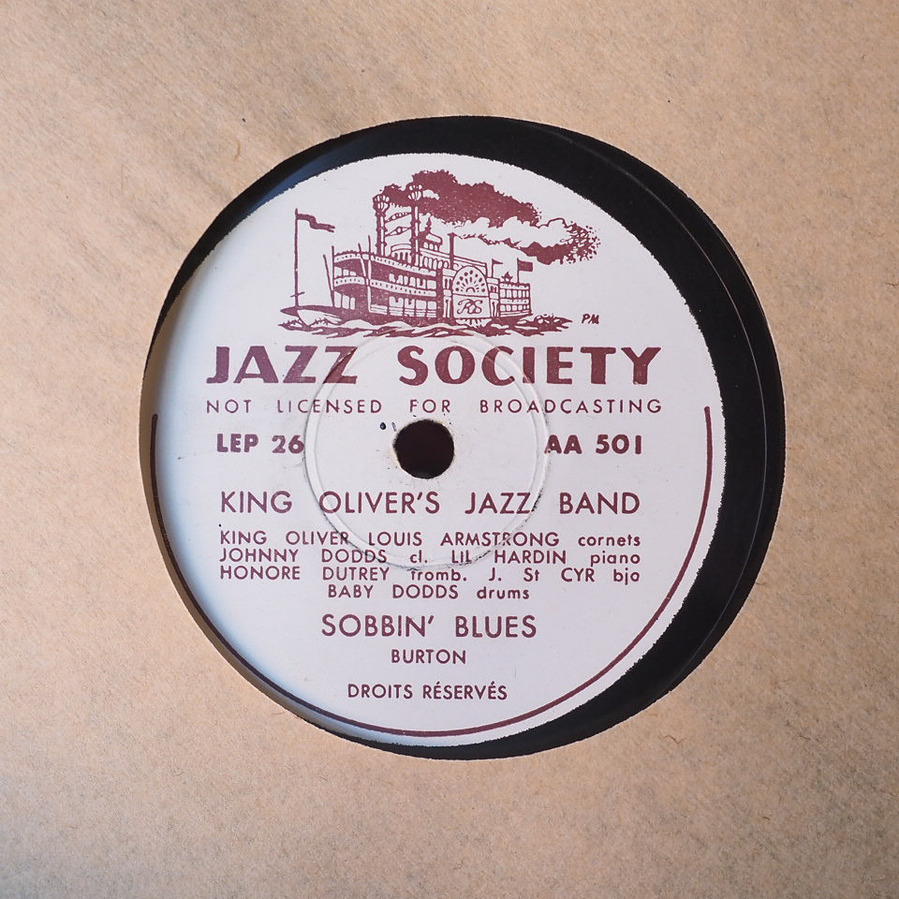 PM
JAZZ SOCIETY
NOT LICENSED FOR BROADCASTING
LEP 26 AA 501
KING OLIVER'S JAZZ BAND
KING OLIVER LOUIS ARMSTRONG cornets
JOHNNY DODDS cl. LIL HARDIN piano
HONORE DUTREY tromb. J. St CYR bjo
BABY DODDS drums
SOBBIN' BLUES
BURTON
DROITS RÉSERVÉS